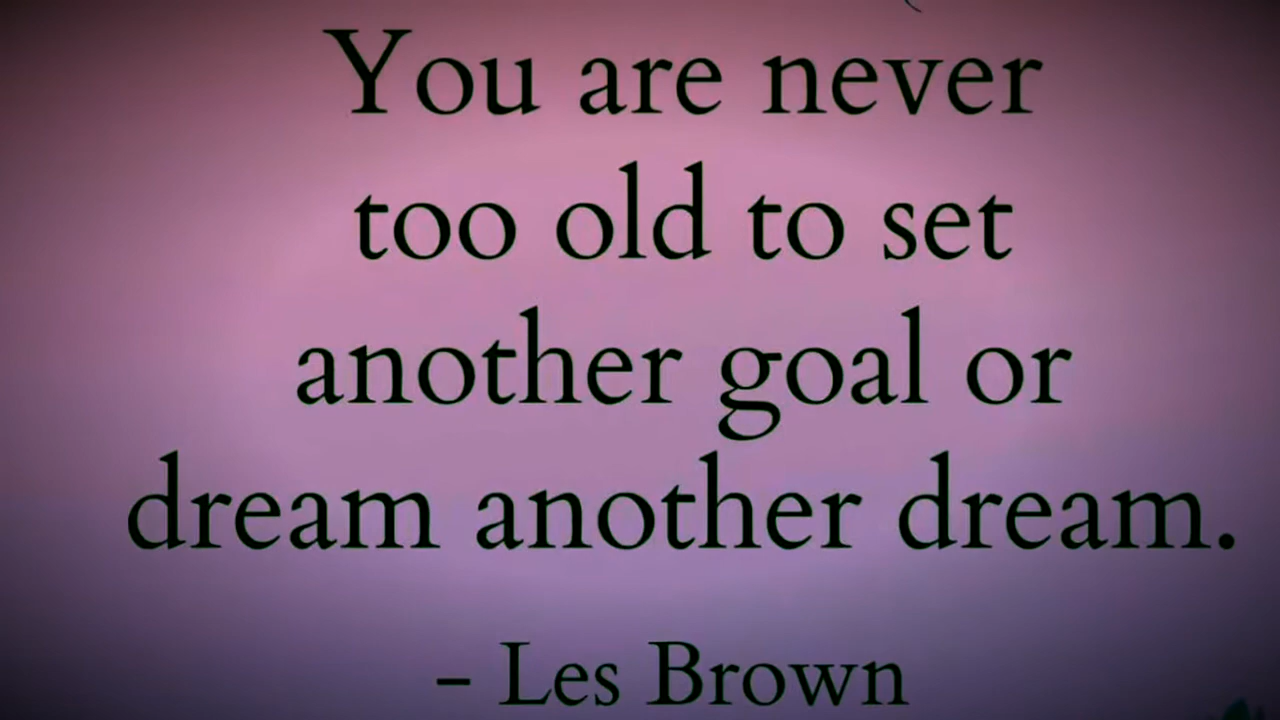 You are never
too old to set
another goal or
dream another dream.
- Les Brown